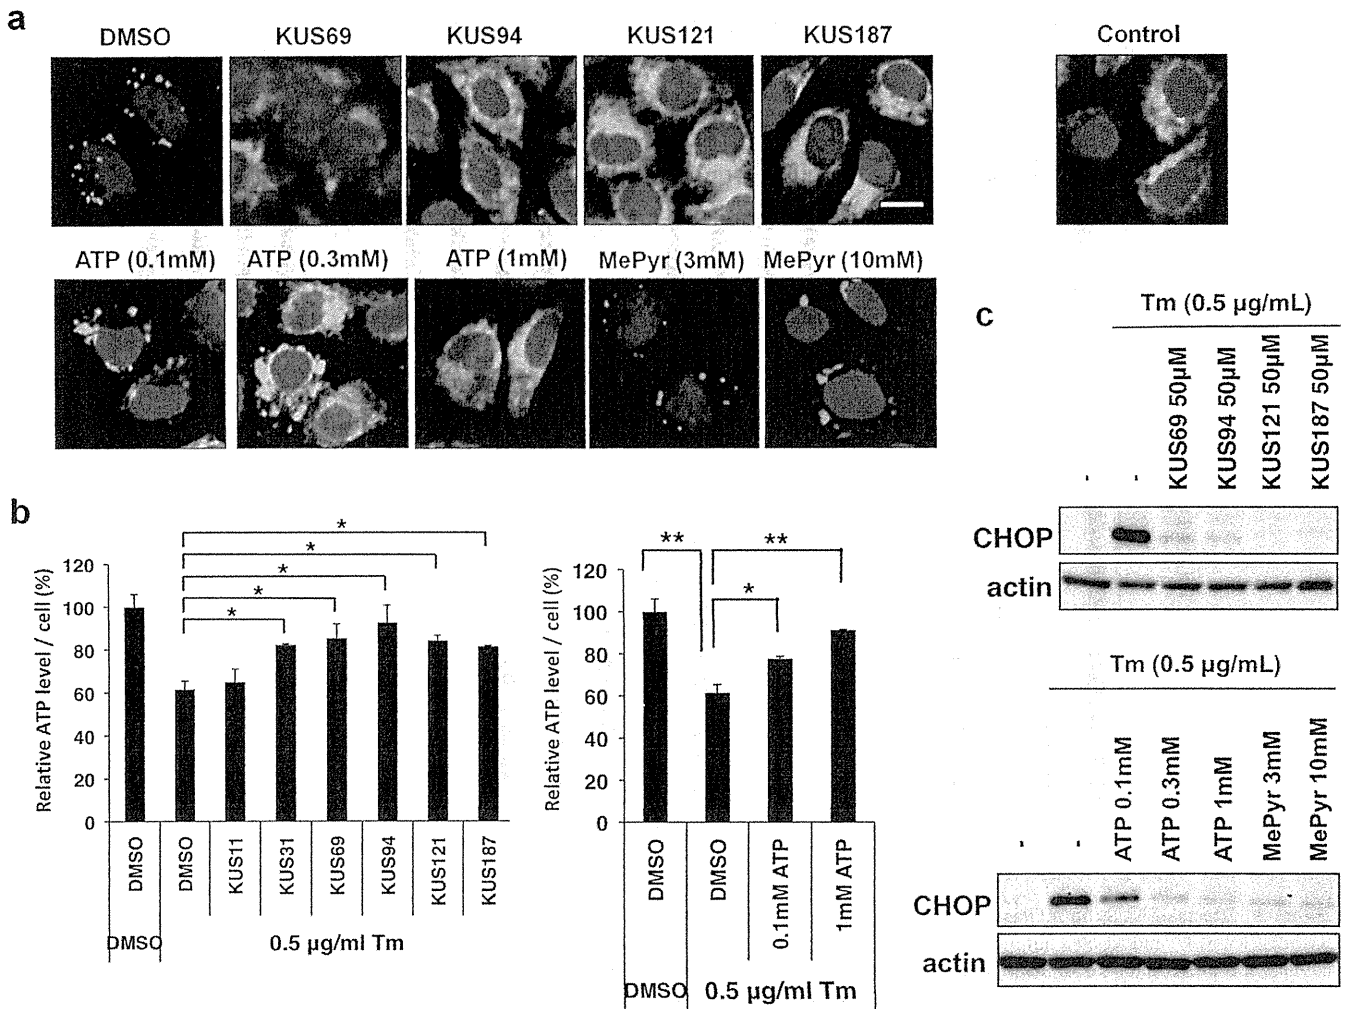 a
DMSO KUS69 KUS94 KUS121 KUS187 Control
ATP (0.1mM) ATP (0.3mM) ATP (1mM) MePyr (3mM) MePyr (10mM)
b
Relative ATP level / cell (%)
120
100
80
60
40
20
0
* * * * *
DMSO
DMSO
KUS11
KUS31
KUS69
KUS94
KUS121
KUS187
DMSO 0.5 µg/ml Tm
Relative ATP level / cell (%)
120
100
80
60
40
20
0
** * **
DMSO
DMSO
0.1mM ATP
1mM ATP
DMSO 0.5 µg/ml Tm
c
Tm (0.5 µg/mL)
-
-
KUS69 50µM
KUS94 50µM
KUS121 50µM
KUS187 50µM
CHOP
actin
Tm (0.5 µg/mL)
-
-
ATP 0.1mM
ATP 0.3mM
ATP 1mM
MePyr 3mM
MePyr 10mM
CHOP
actin